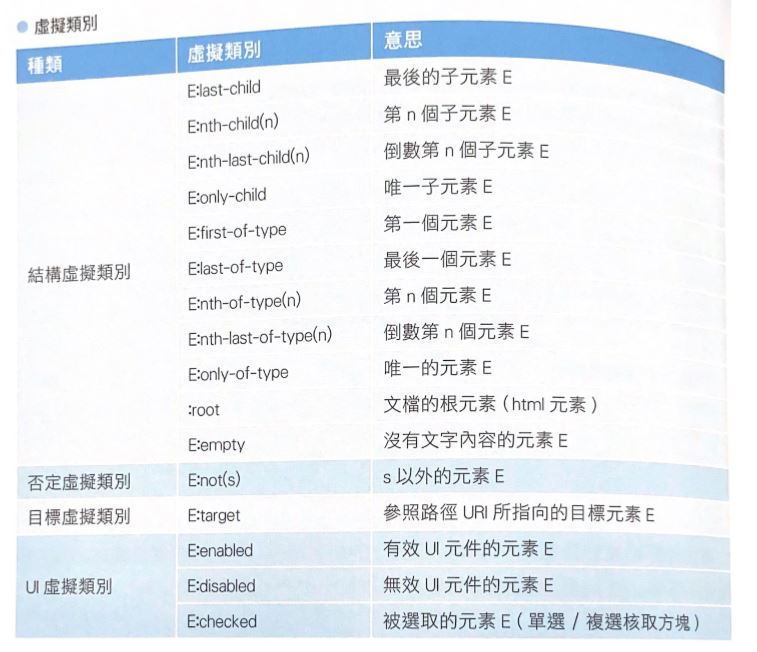 ● 虛擬類別
種類 虛擬類別 意思
E:last-child 最後的子元素 E
E:nth-child(n) 第 n 個子元素 E
E:nth-last-child(n) 倒數第 n 個子元素 E
E:only-child 唯一子元素 E
E:first-of-type 第一個元素 E
結構虛擬類別 E:last-of-type 最後一個元素 E
E:nth-of-type(n) 第 n 個元素 E
E:nth-last-of-type(n) 倒數第 n 個元素 E
E:only-of-type 唯一的元素 E
:root 文檔的根元素 ( html 元素 )
E:empty 沒有文字內容的元素 E
否定虛擬類別 E:not(s) s 以外的元素 E
目標虛擬類別 E:target 參照路徑 URI 所指向的目標元素 E
E:enabled 有效 UI 元件的元素 E
UI 虛擬類別 E:disabled 無效 UI 元件的元素 E
E:checked 被選取的元素 E ( 單選 / 複選核取方塊 )